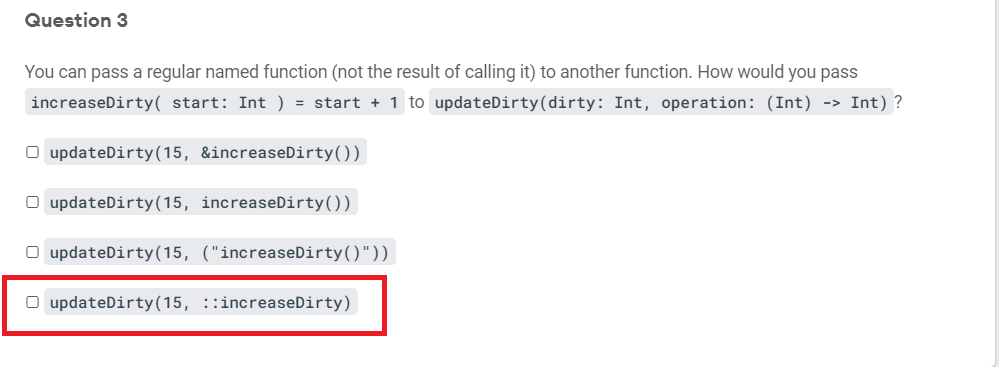 Question 3
You can pass a regular named function (not the result of calling it) to another function. How would you pass
increaseDirty( start: Int ) = start + 1 to updateDirty(dirty: Int, operation: (Int) -> Int) ?
updateDirty(15, &increaseDirty())
updateDirty(15, increaseDirty())
updateDirty(15, ("increaseDirty()"))
updateDirty(15, ::increaseDirty)